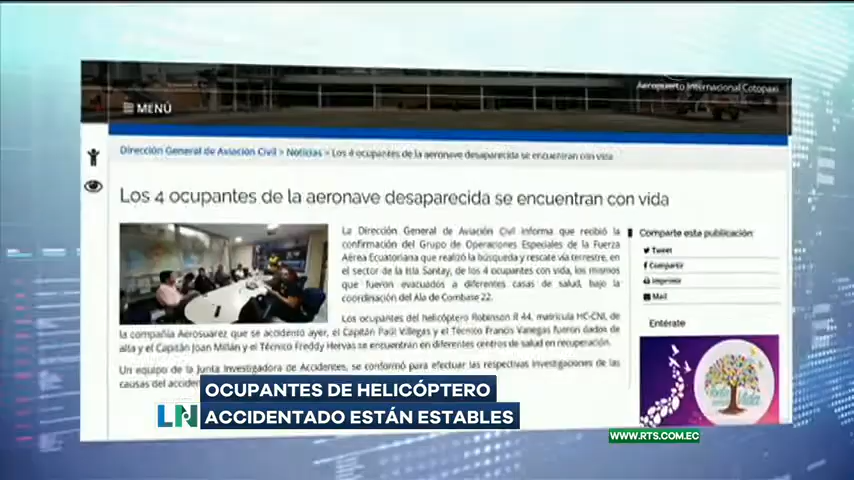 Aeropuerto Internacional Cotopaxi
MENÚ
Dirección General de Aviación Civil > Noticias > Los 4 ocupantes de la aeronave desaparecida se encuentran con vida
Los 4 ocupantes de la aeronave desaparecida se encuentran con vida
La Dirección General de Aviación Civil informa que recibió la
confirmación del Grupo de Operaciones Especiales de la Fuerza
Aérea Ecuatoriana que realizó la búsqueda y rescate vía terrestre, en
el sector de la Isla Santay, de los 4 ocupantes con vida, los mismos
que fueron evacuados a diferentes casas de salud, bajo la
coordinación del Ala de Combate 22.
Los ocupantes del helicóptero Robinson R 44, matrícula HC-CNI, de
la compañía Aerosuarez que se accidentó ayer, el Capitán Paúl Villegas y el Técnico Francis Vanegas fueron dados de
alta y el Capitán Joan Millán y el Técnico Freddy Hervas se encuentran en diferentes centros de salud en recuperación.
Un equipo de la Junta Investigadora de Accidentes, se conformó para efectuar las respectivas investigaciones de las
causas del
Comparte esta publicación:
Tweet
Compartir
Imprimir
Mail
Entérate
OCUPANTES DE HELICÓPTERO
ACCIDENTADO ESTÁN ESTABLES
LN
WWW.RTS.COM.EC